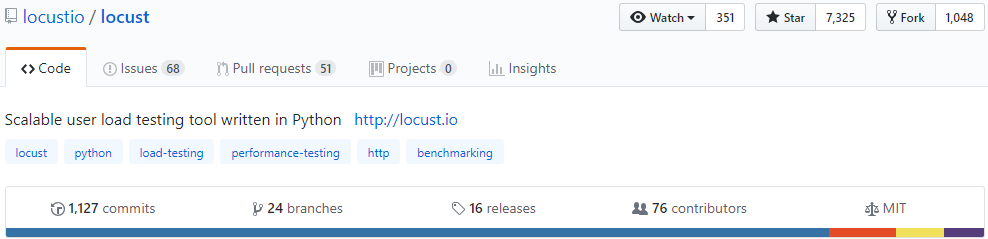 locustio / locust Watch 351 Star 7,325 Fork 1,048
Code Issues 68 Pull requests 51 Projects 0 Insights
Scalable user load testing tool written in Python http://locust.io
locust python load-testing performance-testing http benchmarking
1,127 commits 24 branches 16 releases 76 contributors MIT